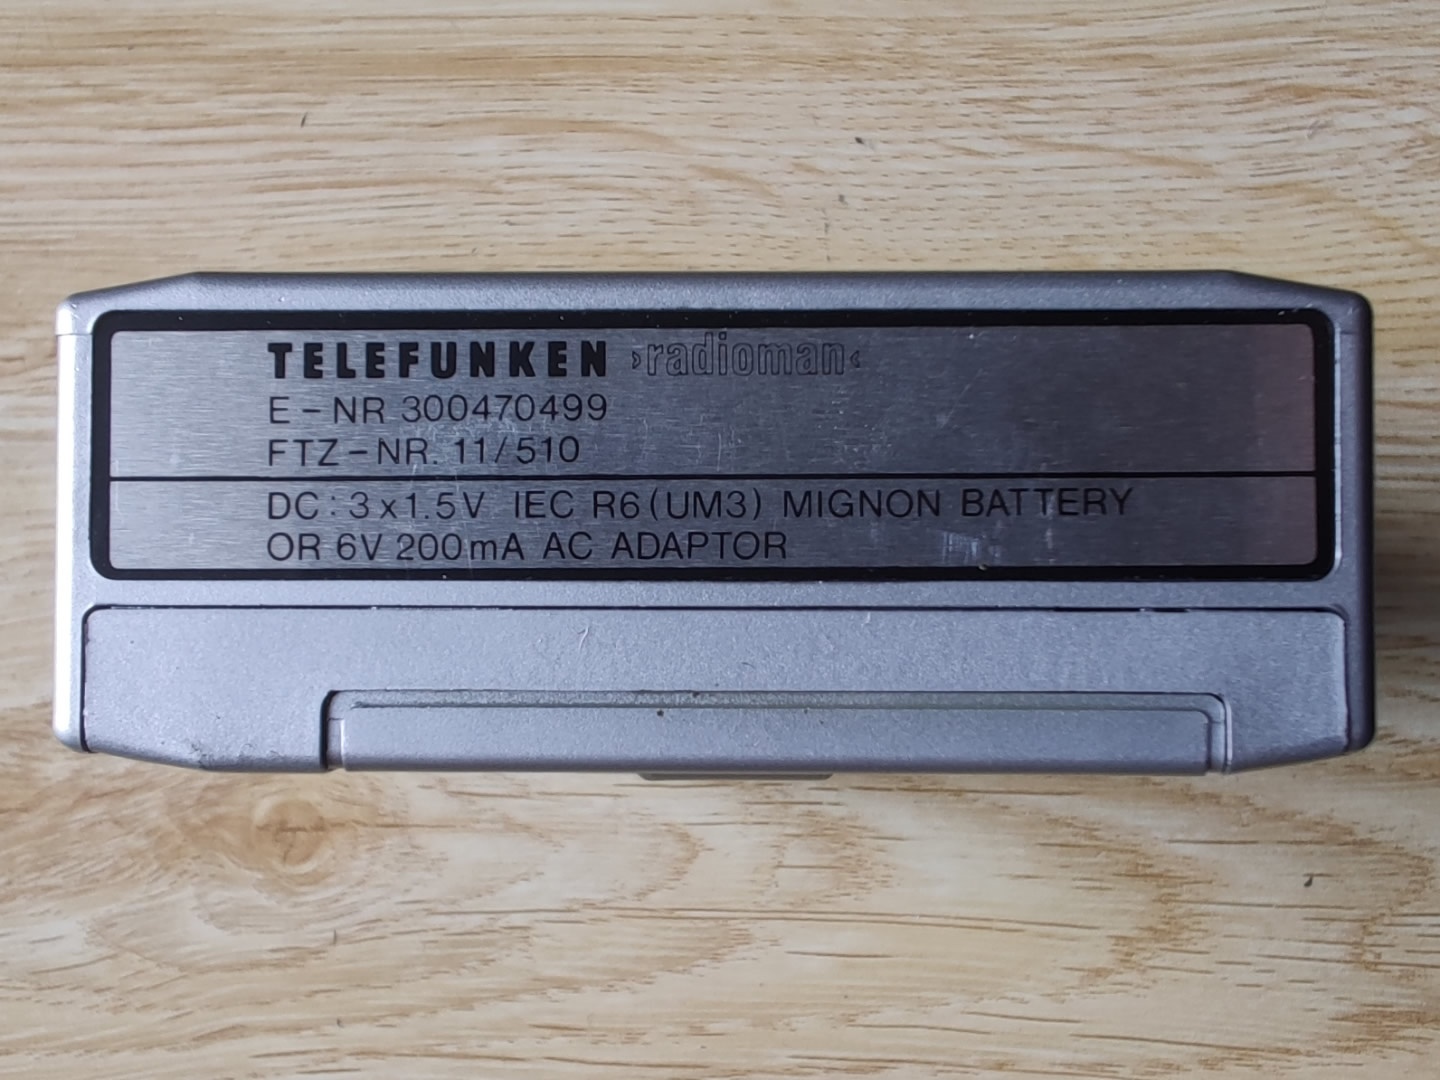 TELEFUNKEN ›radioman‹
E-NR 300470499
FTZ-NR. 11/510
DC: 3x1.5V IEC R6 (UM3) MIGNON BATTERY
OR 6V 200mA AC ADAPTOR